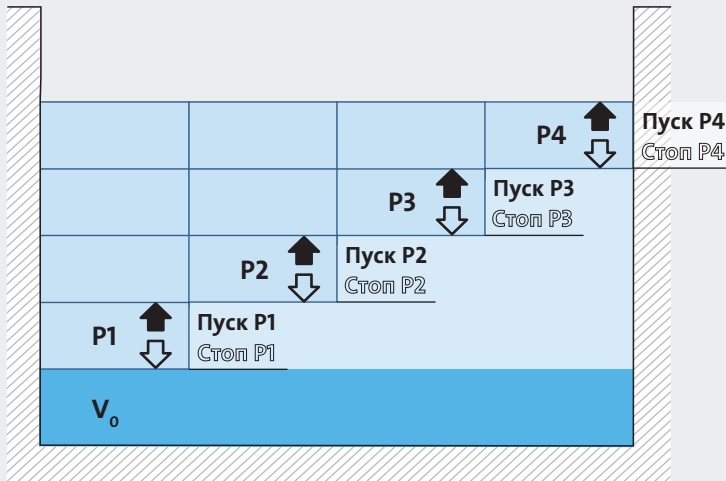 P4
Пуск P4
Стоп P4
P3
Пуск P3
Стоп P3
P2
Пуск P2
Стоп P2
P1
Пуск P1
Стоп P1
V₀